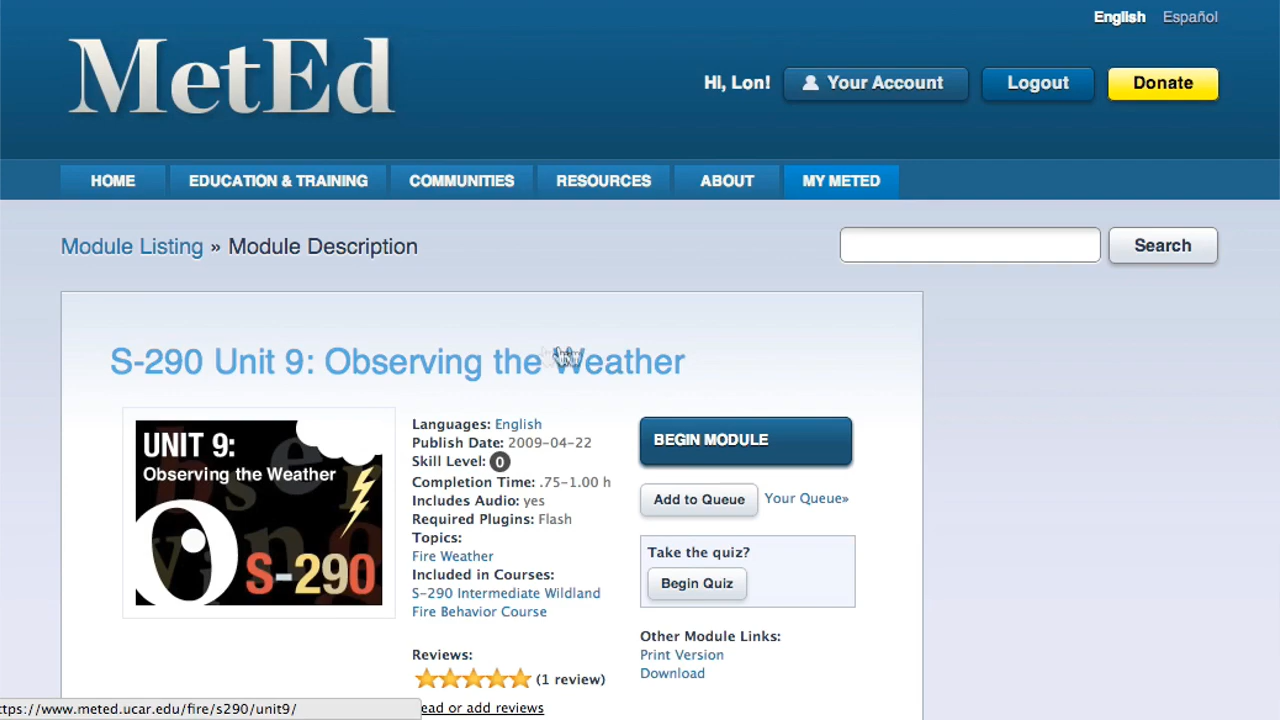 English Español
MetEd
Hi, Lon! Your Account Logout Donate
HOME EDUCATION & TRAINING COMMUNITIES RESOURCES ABOUT MY METED
Module Listing » Module Description
Search
S-290 Unit 9: Observing the Weather
UNIT 9:
Observing the Weather
S-290
Languages: English
Publish Date: 2009-04-22
Skill Level: 0
Completion Time: .75-1.00 h
Includes Audio: yes
Required Plugins: Flash
Topics:
Fire Weather
Included in Courses:
S-290 Intermediate Wildland
Fire Behavior Course
Reviews:
(1 review)
ead or add reviews
BEGIN MODULE
Add to Queue Your Queue»
Take the quiz?
Begin Quiz
Other Module Links:
Print Version
Download
ttps://www.meted.ucar.edu/fire/s290/unit9/